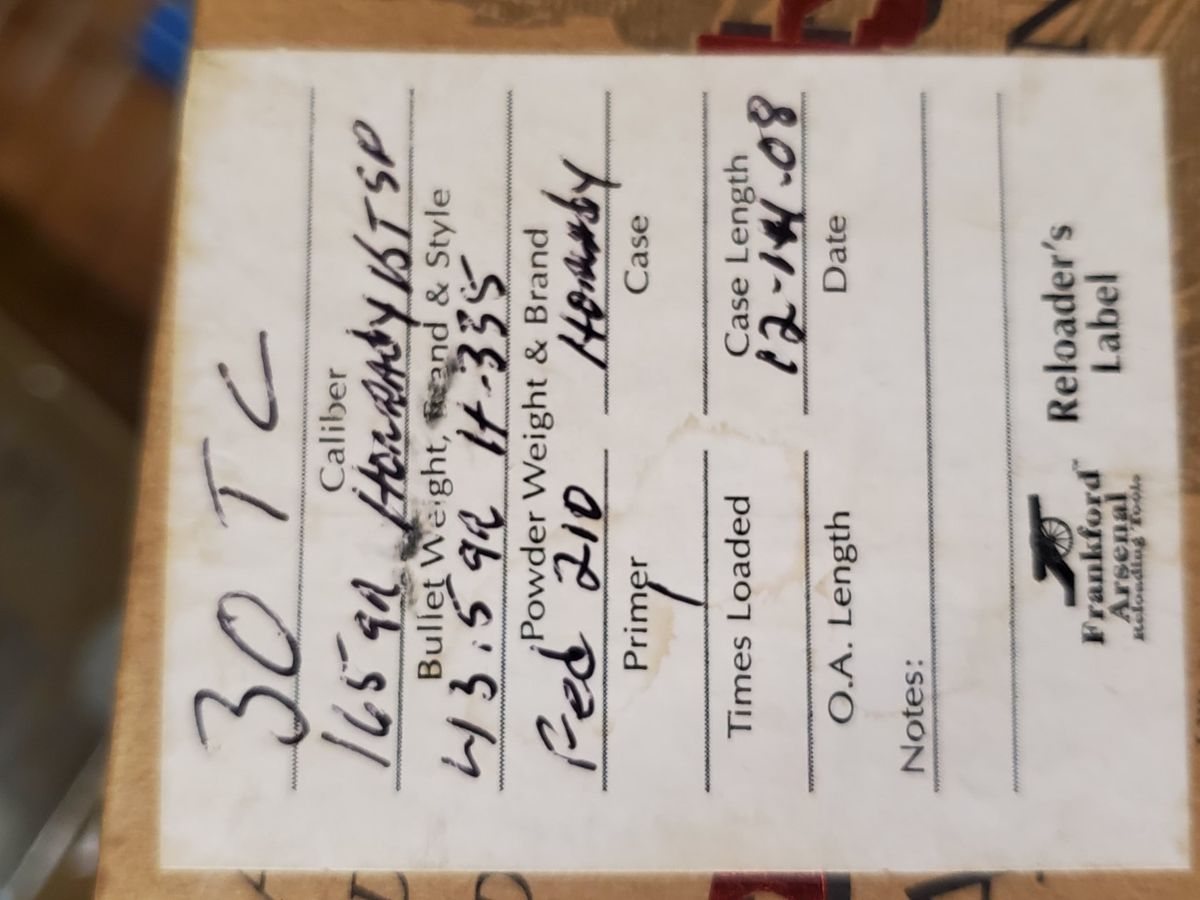 30 TC
Caliber
165 gr Hornady BTSP
Bullet Weight, Brand & Style
43.5 gr H-335
Powder Weight & Brand
Fed 210 Hornady
Primer Case
1
Times Loaded Case Length
12-14-08
O.A. Length Date
Notes:
Frankford™ Arsenal
Reloading Tools
Reloader's
Label